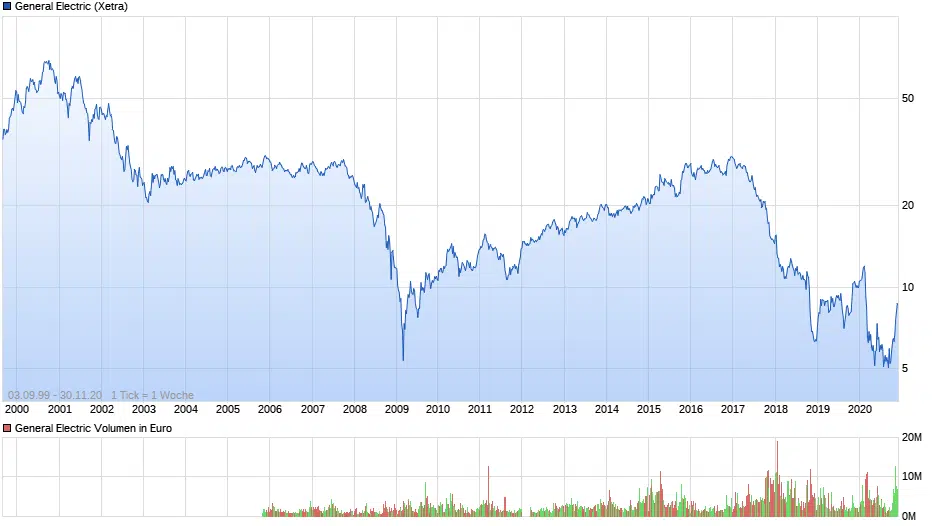 General Electric (Xetra)
50
20
10
5
03.09.99 - 30.11.20 1 Tick = 1 Woche
2000 2001 2002 2003 2004 2005 2006 2007 2008 2009 2010 2011 2012 2013 2014 2015 2016 2017 2018 2019 2020
General Electric Volumen in Euro
20M
10M
0M